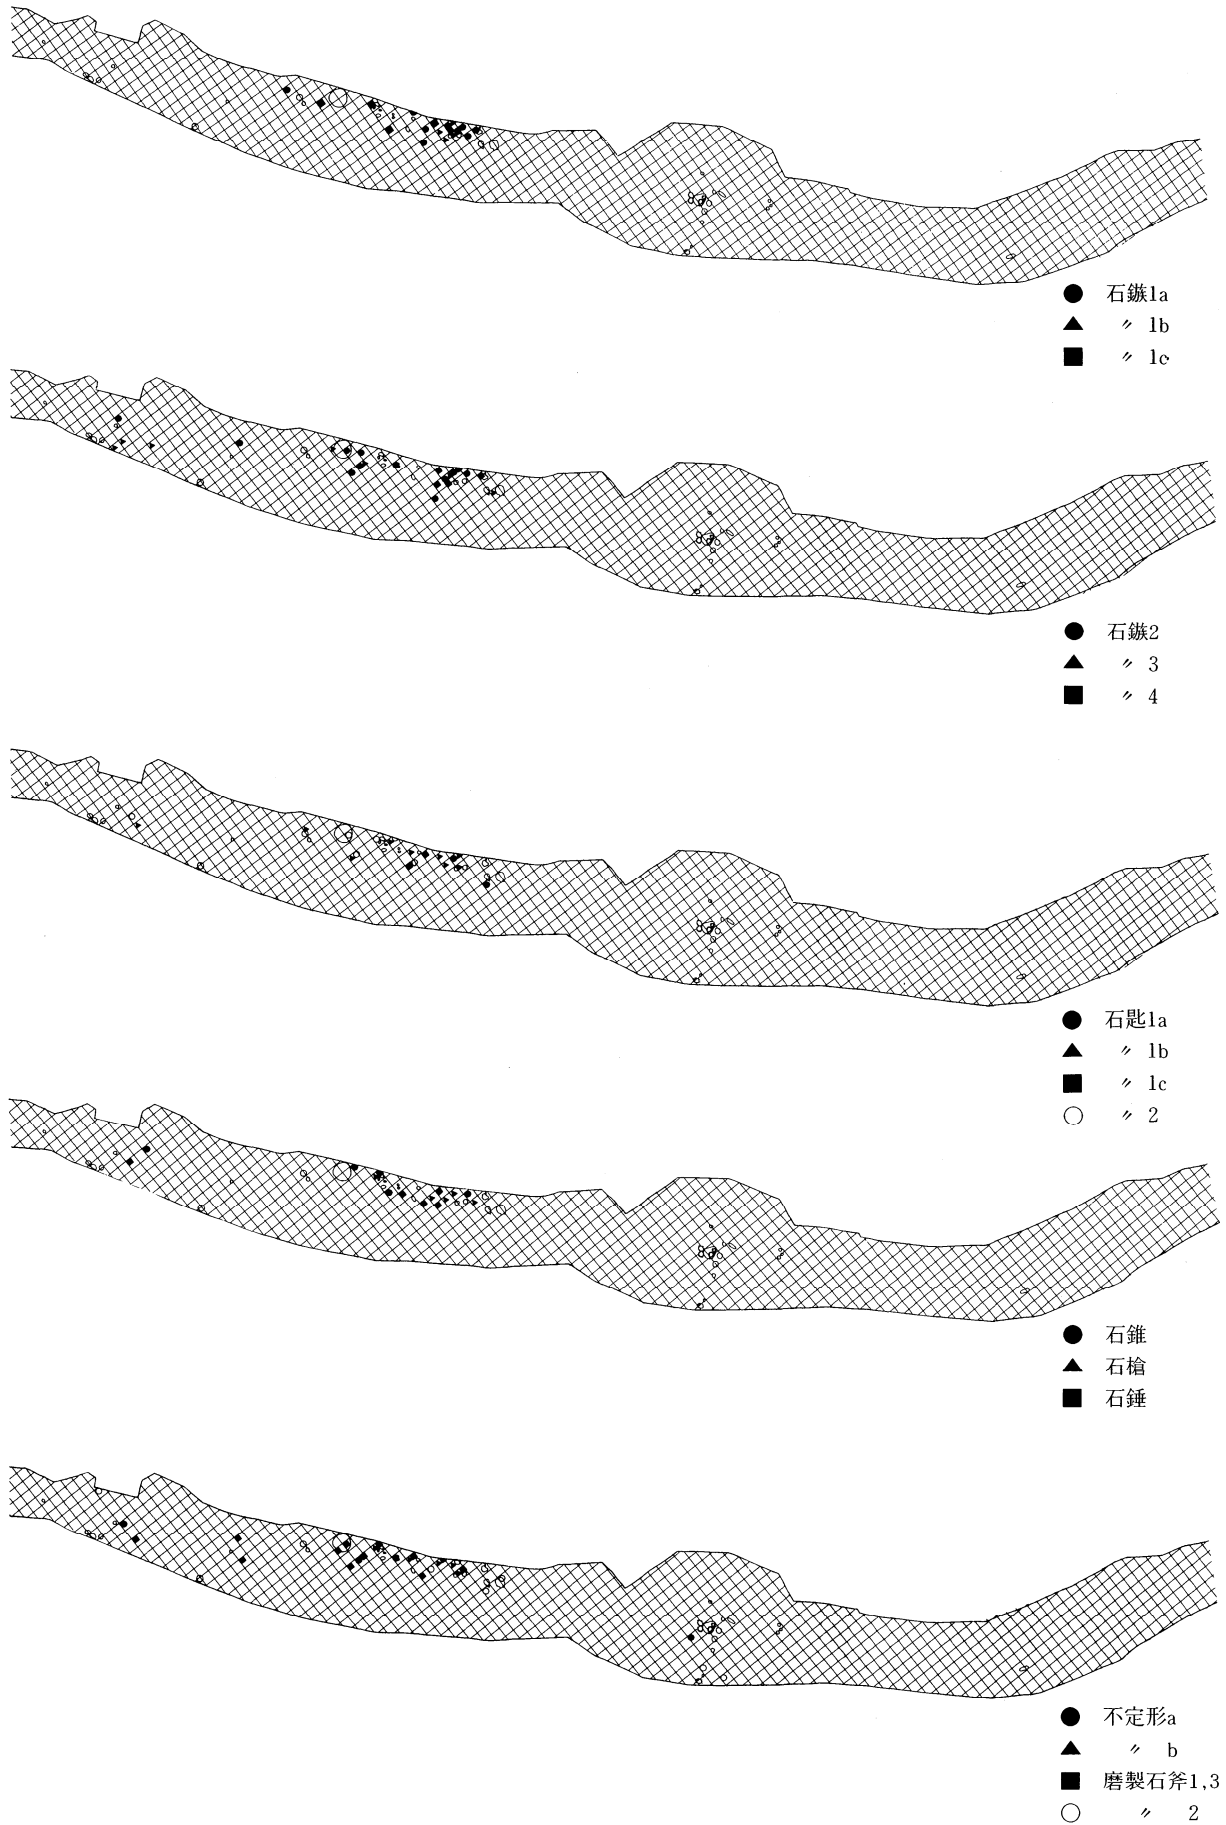 ● 石鏃1a
▲ 〃 1b
■ 〃 1c
● 石鏃2
▲ 〃 3
■ 〃 4
● 石匙1a
▲ 〃 1b
■ 〃 1c
○ 〃 2
● 石錐
▲ 石槍
■ 石錘
● 不定形a
▲ 〃 b
■ 磨製石斧1,3
○ 〃 2